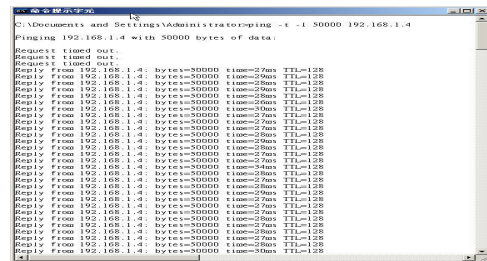 命令提示字元
C:\Documents and Settings\Administrator>ping -t -l 50000 192.168.1.4
Pinging 192.168.1.4 with 50000 bytes of data:
Request timed out.
Request timed out.
Request timed out.
Reply from 192.168.1.4: bytes=50000 time=27ms TTL=128
Reply from 192.168.1.4: bytes=50000 time=29ms TTL=128
Reply from 192.168.1.4: bytes=50000 time=28ms TTL=128
Reply from 192.168.1.4: bytes=50000 time=29ms TTL=128
Reply from 192.168.1.4: bytes=50000 time=28ms TTL=128
Reply from 192.168.1.4: bytes=50000 time=26ms TTL=128
Reply from 192.168.1.4: bytes=50000 time=30ms TTL=128
Reply from 192.168.1.4: bytes=50000 time=27ms TTL=128
Reply from 192.168.1.4: bytes=50000 time=27ms TTL=128
Reply from 192.168.1.4: bytes=50000 time=27ms TTL=128
Reply from 192.168.1.4: bytes=50000 time=28ms TTL=128
Reply from 192.168.1.4: bytes=50000 time=29ms TTL=128
Reply from 192.168.1.4: bytes=50000 time=28ms TTL=128
Reply from 192.168.1.4: bytes=50000 time=27ms TTL=128
Reply from 192.168.1.4: bytes=50000 time=27ms TTL=128
Reply from 192.168.1.4: bytes=50000 time=34ms TTL=128
Reply from 192.168.1.4: bytes=50000 time=27ms TTL=128
Reply from 192.168.1.4: bytes=50000 time=28ms TTL=128
Reply from 192.168.1.4: bytes=50000 time=28ms TTL=128
Reply from 192.168.1.4: bytes=50000 time=29ms TTL=128
Reply from 192.168.1.4: bytes=50000 time=27ms TTL=128
Reply from 192.168.1.4: bytes=50000 time=27ms TTL=128
Reply from 192.168.1.4: bytes=50000 time=28ms TTL=128
Reply from 192.168.1.4: bytes=50000 time=27ms TTL=128
Reply from 192.168.1.4: bytes=50000 time=27ms TTL=128
Reply from 192.168.1.4: bytes=50000 time=28ms TTL=128
Reply from 192.168.1.4: bytes=50000 time=28ms TTL=128
Reply from 192.168.1.4: bytes=50000 time=30ms TTL=128